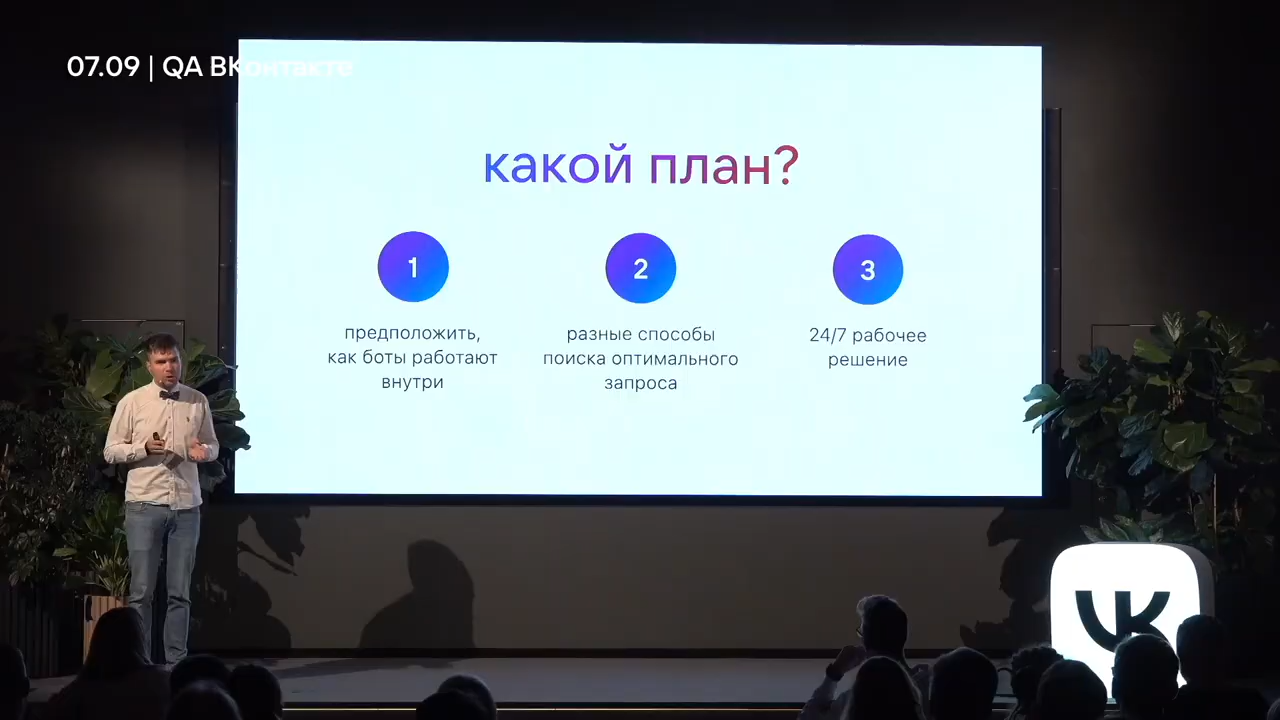 07.09 | QA ВКонтакте
какой план?
1
предположить,
как боты работают
внутри
2
разные способы
поиска оптимального
запроса
3
24/7 рабочее
решение
VK